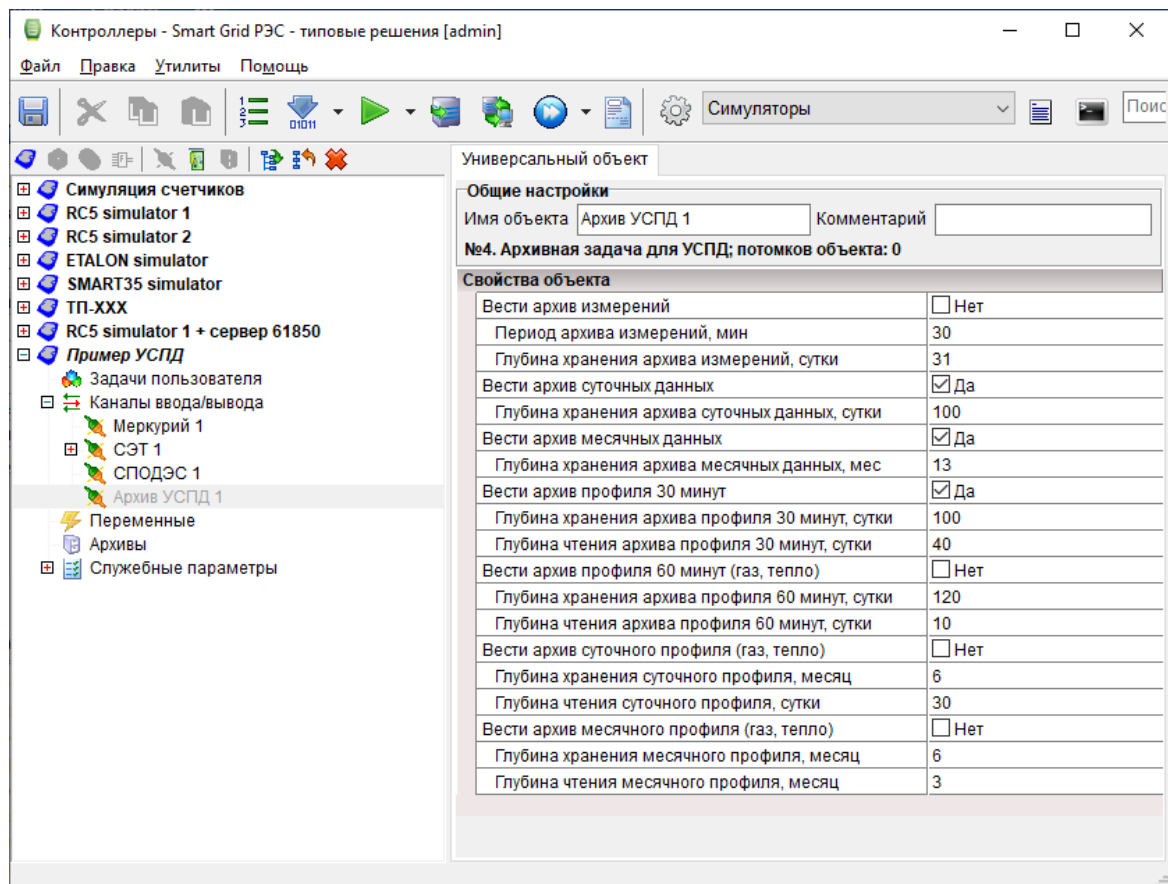 Контроллеры - Smart Grid РЭС - типовые решения [admin]
Файл Правка Утилиты Помощь
Симуляторы
Поис
Симуляция счетчиков
RC5 simulator 1
RC5 simulator 2
ETALON simulator
SMART35 simulator
ТП-XXX
RC5 simulator 1 + сервер 61850
Пример УСПД
Задачи пользователя
Каналы ввода/вывода
Меркурий 1
СЭТ 1
СПОДЭС 1
Архив УСПД 1
Переменные
Архивы
Служебные параметры
Универсальный объект
Общие настройки
Имя объекта Архив УСПД 1 Комментарий
№4. Архивная задача для УСПД; потомков объекта: 0
Свойства объекта
Вести архив измерений Нет
Период архива измерений, мин 30
Глубина хранения архива измерений, сутки 31
Вести архив суточных данных Да
Глубина хранения архива суточных данных, сутки 100
Вести архив месячных данных Да
Глубина хранения архива месячных данных, мес 13
Вести архив профиля 30 минут Да
Глубина хранения архива профиля 30 минут, сутки 100
Глубина чтения архива профиля 30 минут, сутки 40
Вести архив профиля 60 минут (газ, тепло) Нет
Глубина хранения архива профиля 60 минут, сутки 120
Глубина чтения архива профиля 60 минут, сутки 10
Вести архив суточного профиля (газ, тепло) Нет
Глубина хранения суточного профиля, месяц 6
Глубина чтения суточного профиля, сутки 30
Вести архив месячного профиля (газ, тепло) Нет
Глубина хранения месячного профиля, месяц 6
Глубина чтения месячного профиля, месяц 3